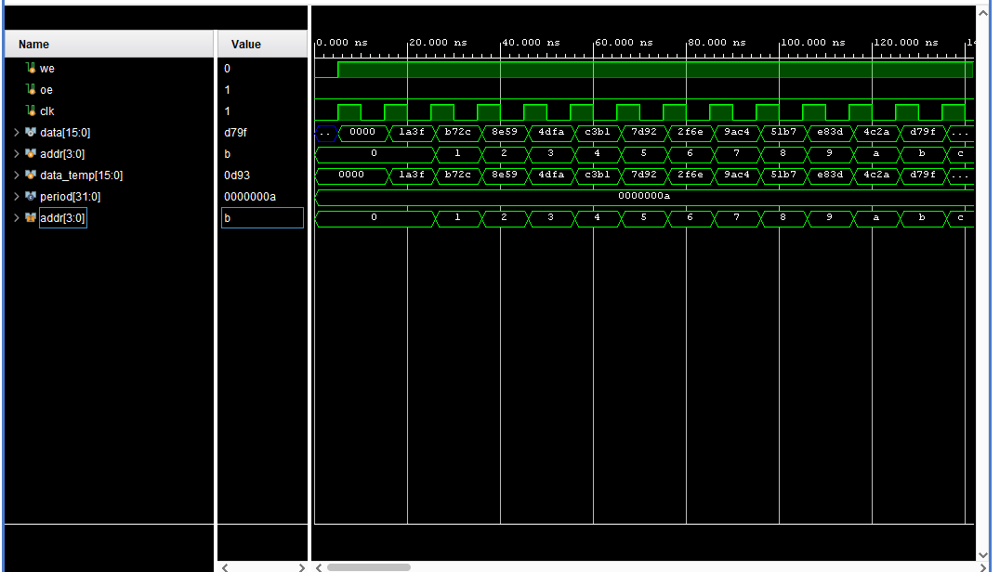 Name Value 0.000 ns 20.000 ns 40.000 ns 60.000 ns 80.000 ns 100.000 ns 120.000 ns 14
we 0
oe 1
clk 1
data[15:0] d79f .. 0000 1a3f b72c 8e59 4dfa c3b1 7d92 2f6e 9ac4 51b7 e83d 4c2a d79f ...
addr[3:0] b 0 1 2 3 4 5 6 7 8 9 a b c
data_temp[15:0] 0d93 0000 1a3f b72c 8e59 4dfa c3b1 7d92 2f6e 9ac4 51b7 e83d 4c2a d79f ...
period[31:0] 0000000a 0000000a
addr[3:0] b 0 1 2 3 4 5 6 7 8 9 a b c